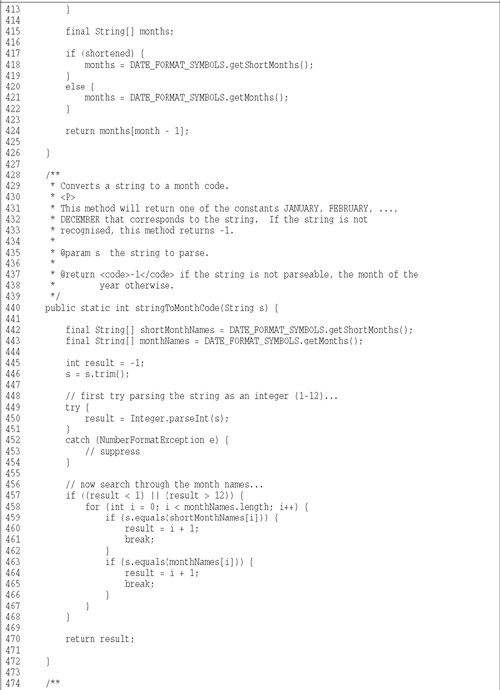 413         }
414
415         final String[] months;
416
417         if (shortened) {
418             months = DATE_FORMAT_SYMBOLS.getShortMonths();
419         }
420         else {
421             months = DATE_FORMAT_SYMBOLS.getMonths();
422         }
423
424         return months[month - 1];
425
426     }
427
428     /**
429      * Converts a string to a month code.
430      * <P>
431      * This method will return one of the constants JANUARY, FEBRUARY, ...,
432      * DECEMBER that corresponds to the string.  If the string is not
433      * recognised, this method returns -1.
434      *
435      * @param s  the string to parse.
436      *
437      * @return <code>-1</code> if the string is not parseable, the month of the
438      *         year otherwise.
439      */
440     public static int stringToMonthCode(String s) {
441
442         final String[] shortMonthNames = DATE_FORMAT_SYMBOLS.getShortMonths();
443         final String[] monthNames = DATE_FORMAT_SYMBOLS.getMonths();
444
445         int result = -1;
446         s = s.trim();
447
448         // first try parsing the string as an integer (1-12)...
449         try {
450             result = Integer.parseInt(s);
451         }
452         catch (NumberFormatException e) {
453             // suppress
454         }
455
456         // now search through the month names...
457         if ((result < 1) || (result > 12)) {
458             for (int i = 0; i < monthNames.length; i++) {
459                 if (s.equals(shortMonthNames[i])) {
460                     result = i + 1;
461                     break;
462                 }
463                 if (s.equals(monthNames[i])) {
464                     result = i + 1;
465                     break;
466                 }
467             }
468         }
469
470         return result;
471
472     }
473
474     /**